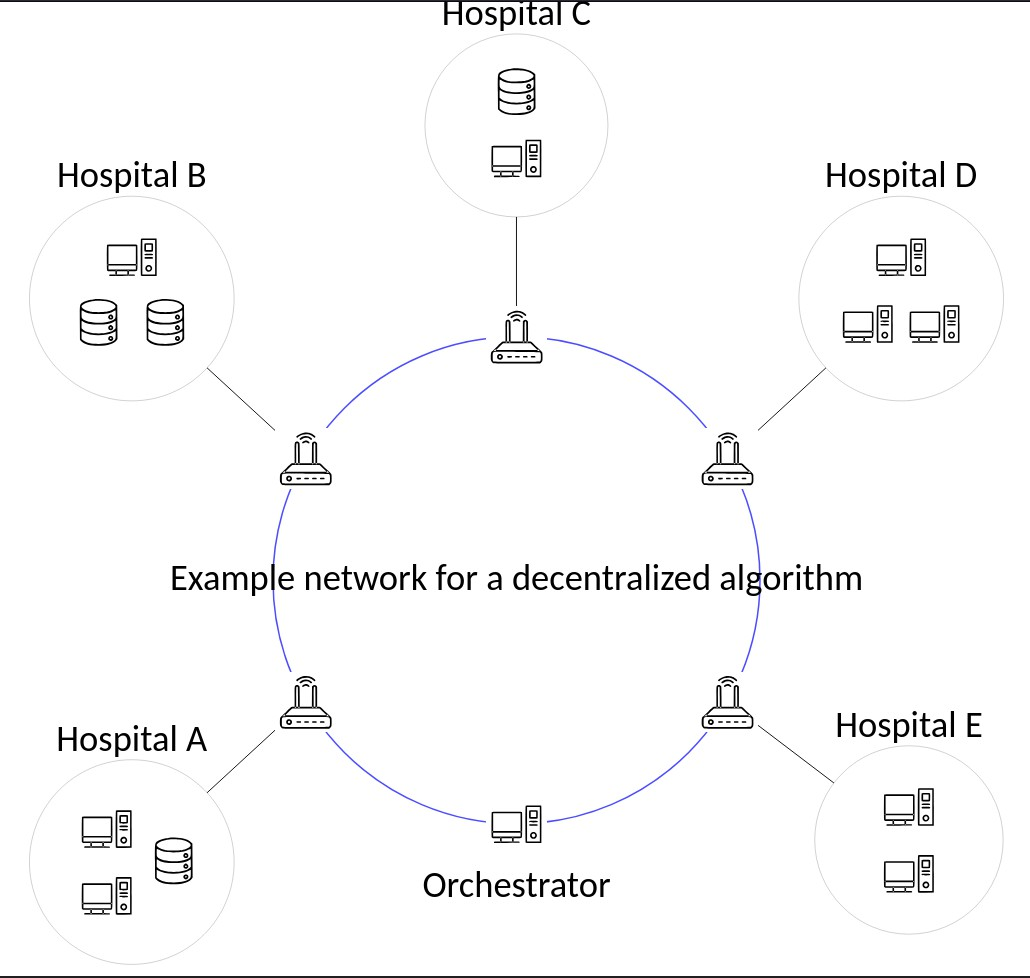 Hospital C
Hospital B
Hospital D
Example network for a decentralized algorithm
Hospital A
Hospital E
Orchestrator